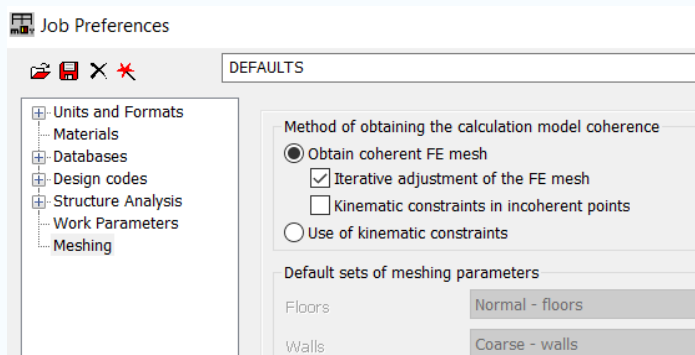 Job Preferences
DEFAULTS
Units and Formats
Materials
Databases
Design codes
Structure Analysis
Work Parameters
Meshing
Method of obtaining the calculation model coherence
Obtain coherent FE mesh
Iterative adjustment of the FE mesh
Kinematic constraints in incoherent points
Use of kinematic constraints
Default sets of meshing parameters
Floors
Normal - floors
Walls
Coarse - walls